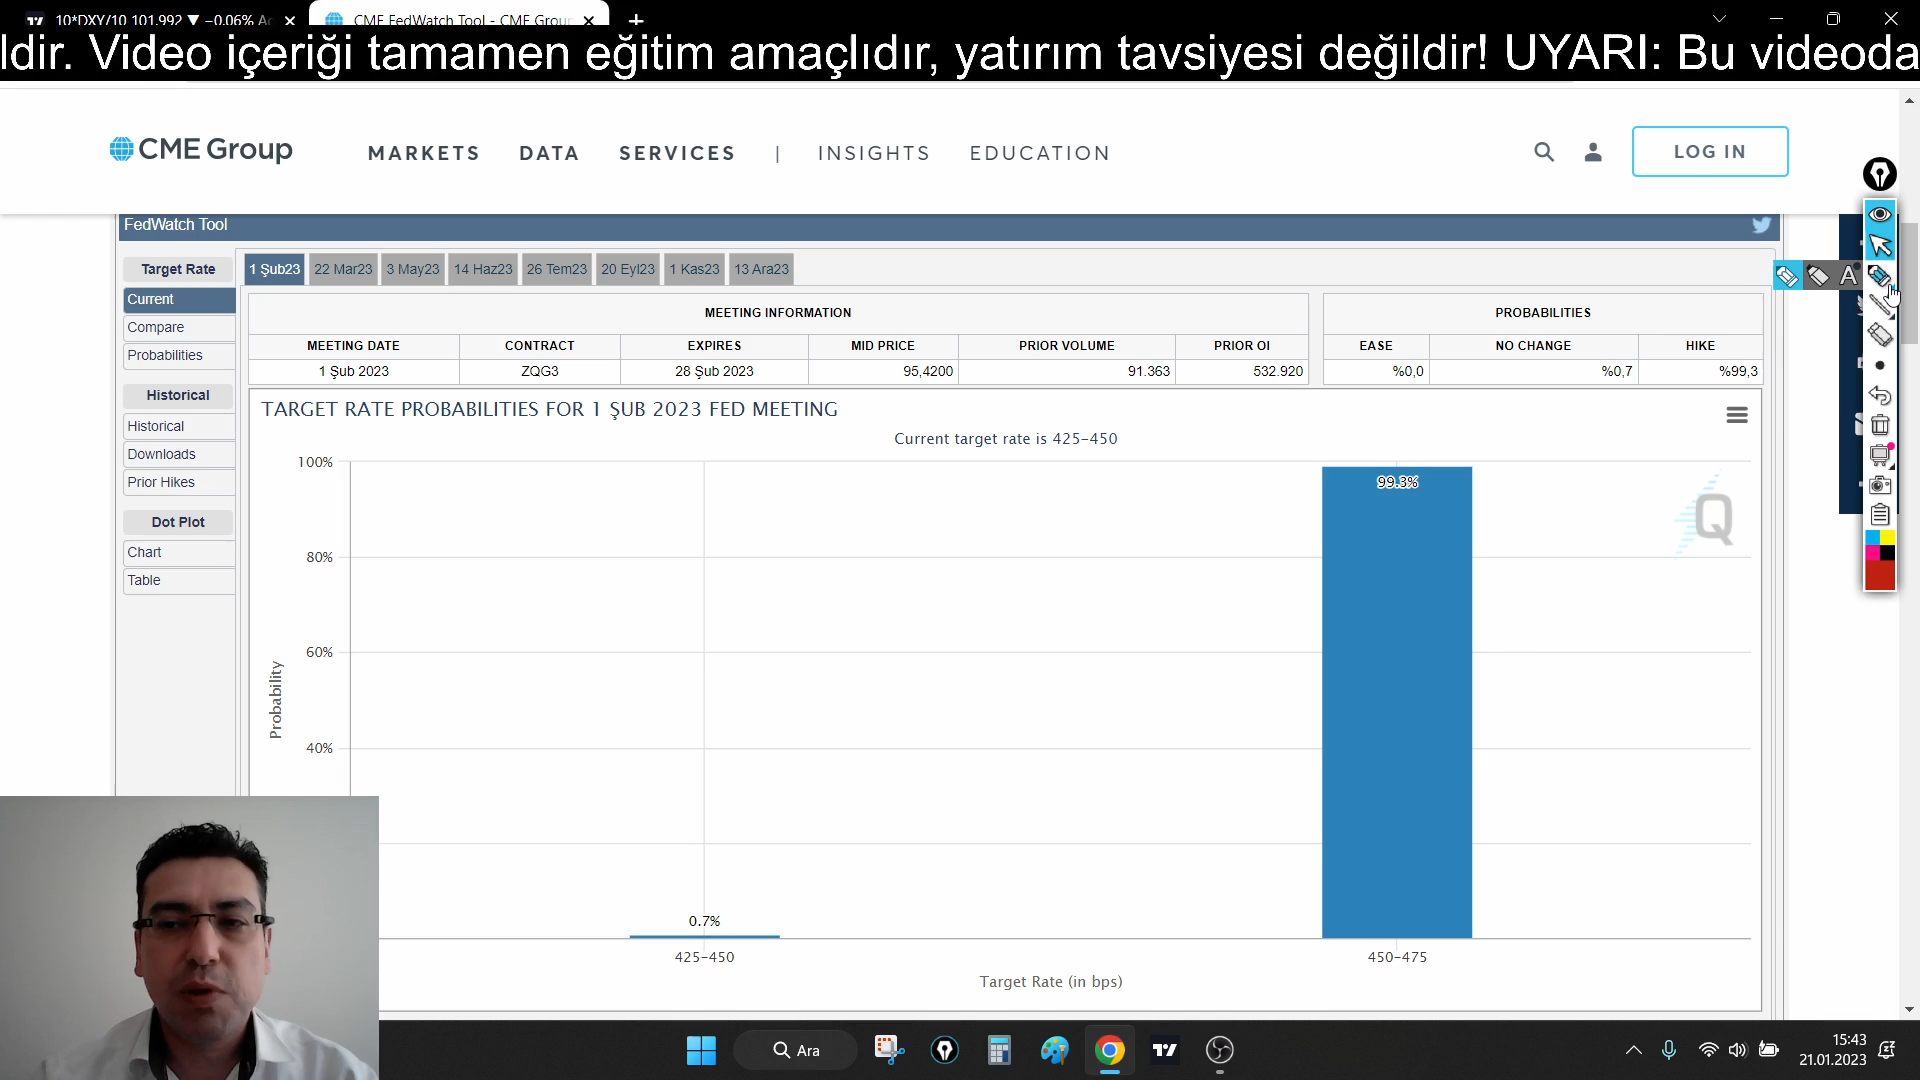 10*DXY/10 101.992 ▼ −0.06%
CME FedWatch Tool - CME Group
ldir. Video içeriği tamamen eğitim amaçlıdır, yatırım tavsiyesi değildir! UYARI: Bu videoda
CME Group
MARKETS DATA SERVICES | INSIGHTS EDUCATION
LOG IN
FedWatch Tool
Target Rate
Current
Compare
Probabilities
Historical
Historical
Downloads
Prior Hikes
Dot Plot
Chart
Table
1 Şub23 22 Mar23 3 May23 14 Haz23 26 Tem23 20 Eyl23 1 Kas23 13 Ara23
MEETING INFORMATION
MEETING DATE CONTRACT EXPIRES MID PRICE PRIOR VOLUME PRIOR OI
1 Şub 2023 ZQG3 28 Şub 2023 95,4200 91.363 532.920
PROBABILITIES
EASE NO CHANGE HIKE
%0,0 %0,7 %99,3
TARGET RATE PROBABILITIES FOR 1 ŞUB 2023 FED MEETING
Current target rate is 425-450
100%
80%
60%
40%
Probability
99.3%
0.7%
425-450 450-475
Target Rate (in bps)
Q
A
Ara
15:43
21.01.2023